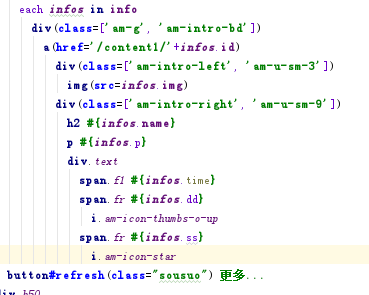 each infos in info
div(class=['am-g', 'am-intro-bd'])
a(href='/content1/'+infos.id)
div(class=['am-intro-left', 'am-u-sm-3'])
img(src=infos.img)
div(class=['am-intro-right', 'am-u-sm-9'])
h2 #{infos.name}
p #{infos.p}
div.text
span.fl #{infos.time}
span.fr #{infos.dd}
i.am-icon-thumbs-o-up
span.fr #{infos.ss}
i.am-icon-star
button#refresh(class="sousuo") 更多...
div.h50